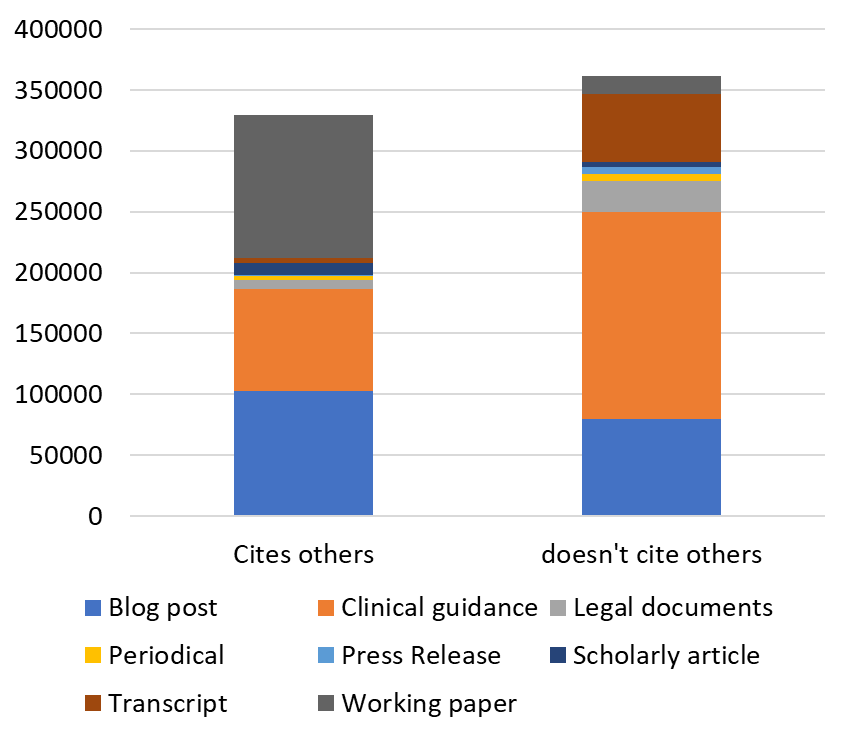 400000
350000
300000
250000
200000
150000
100000
50000
0
Cites others doesn't cite others
Blog post Clinical guidance Legal documents
Periodical Press Release Scholarly article
Transcript Working paper